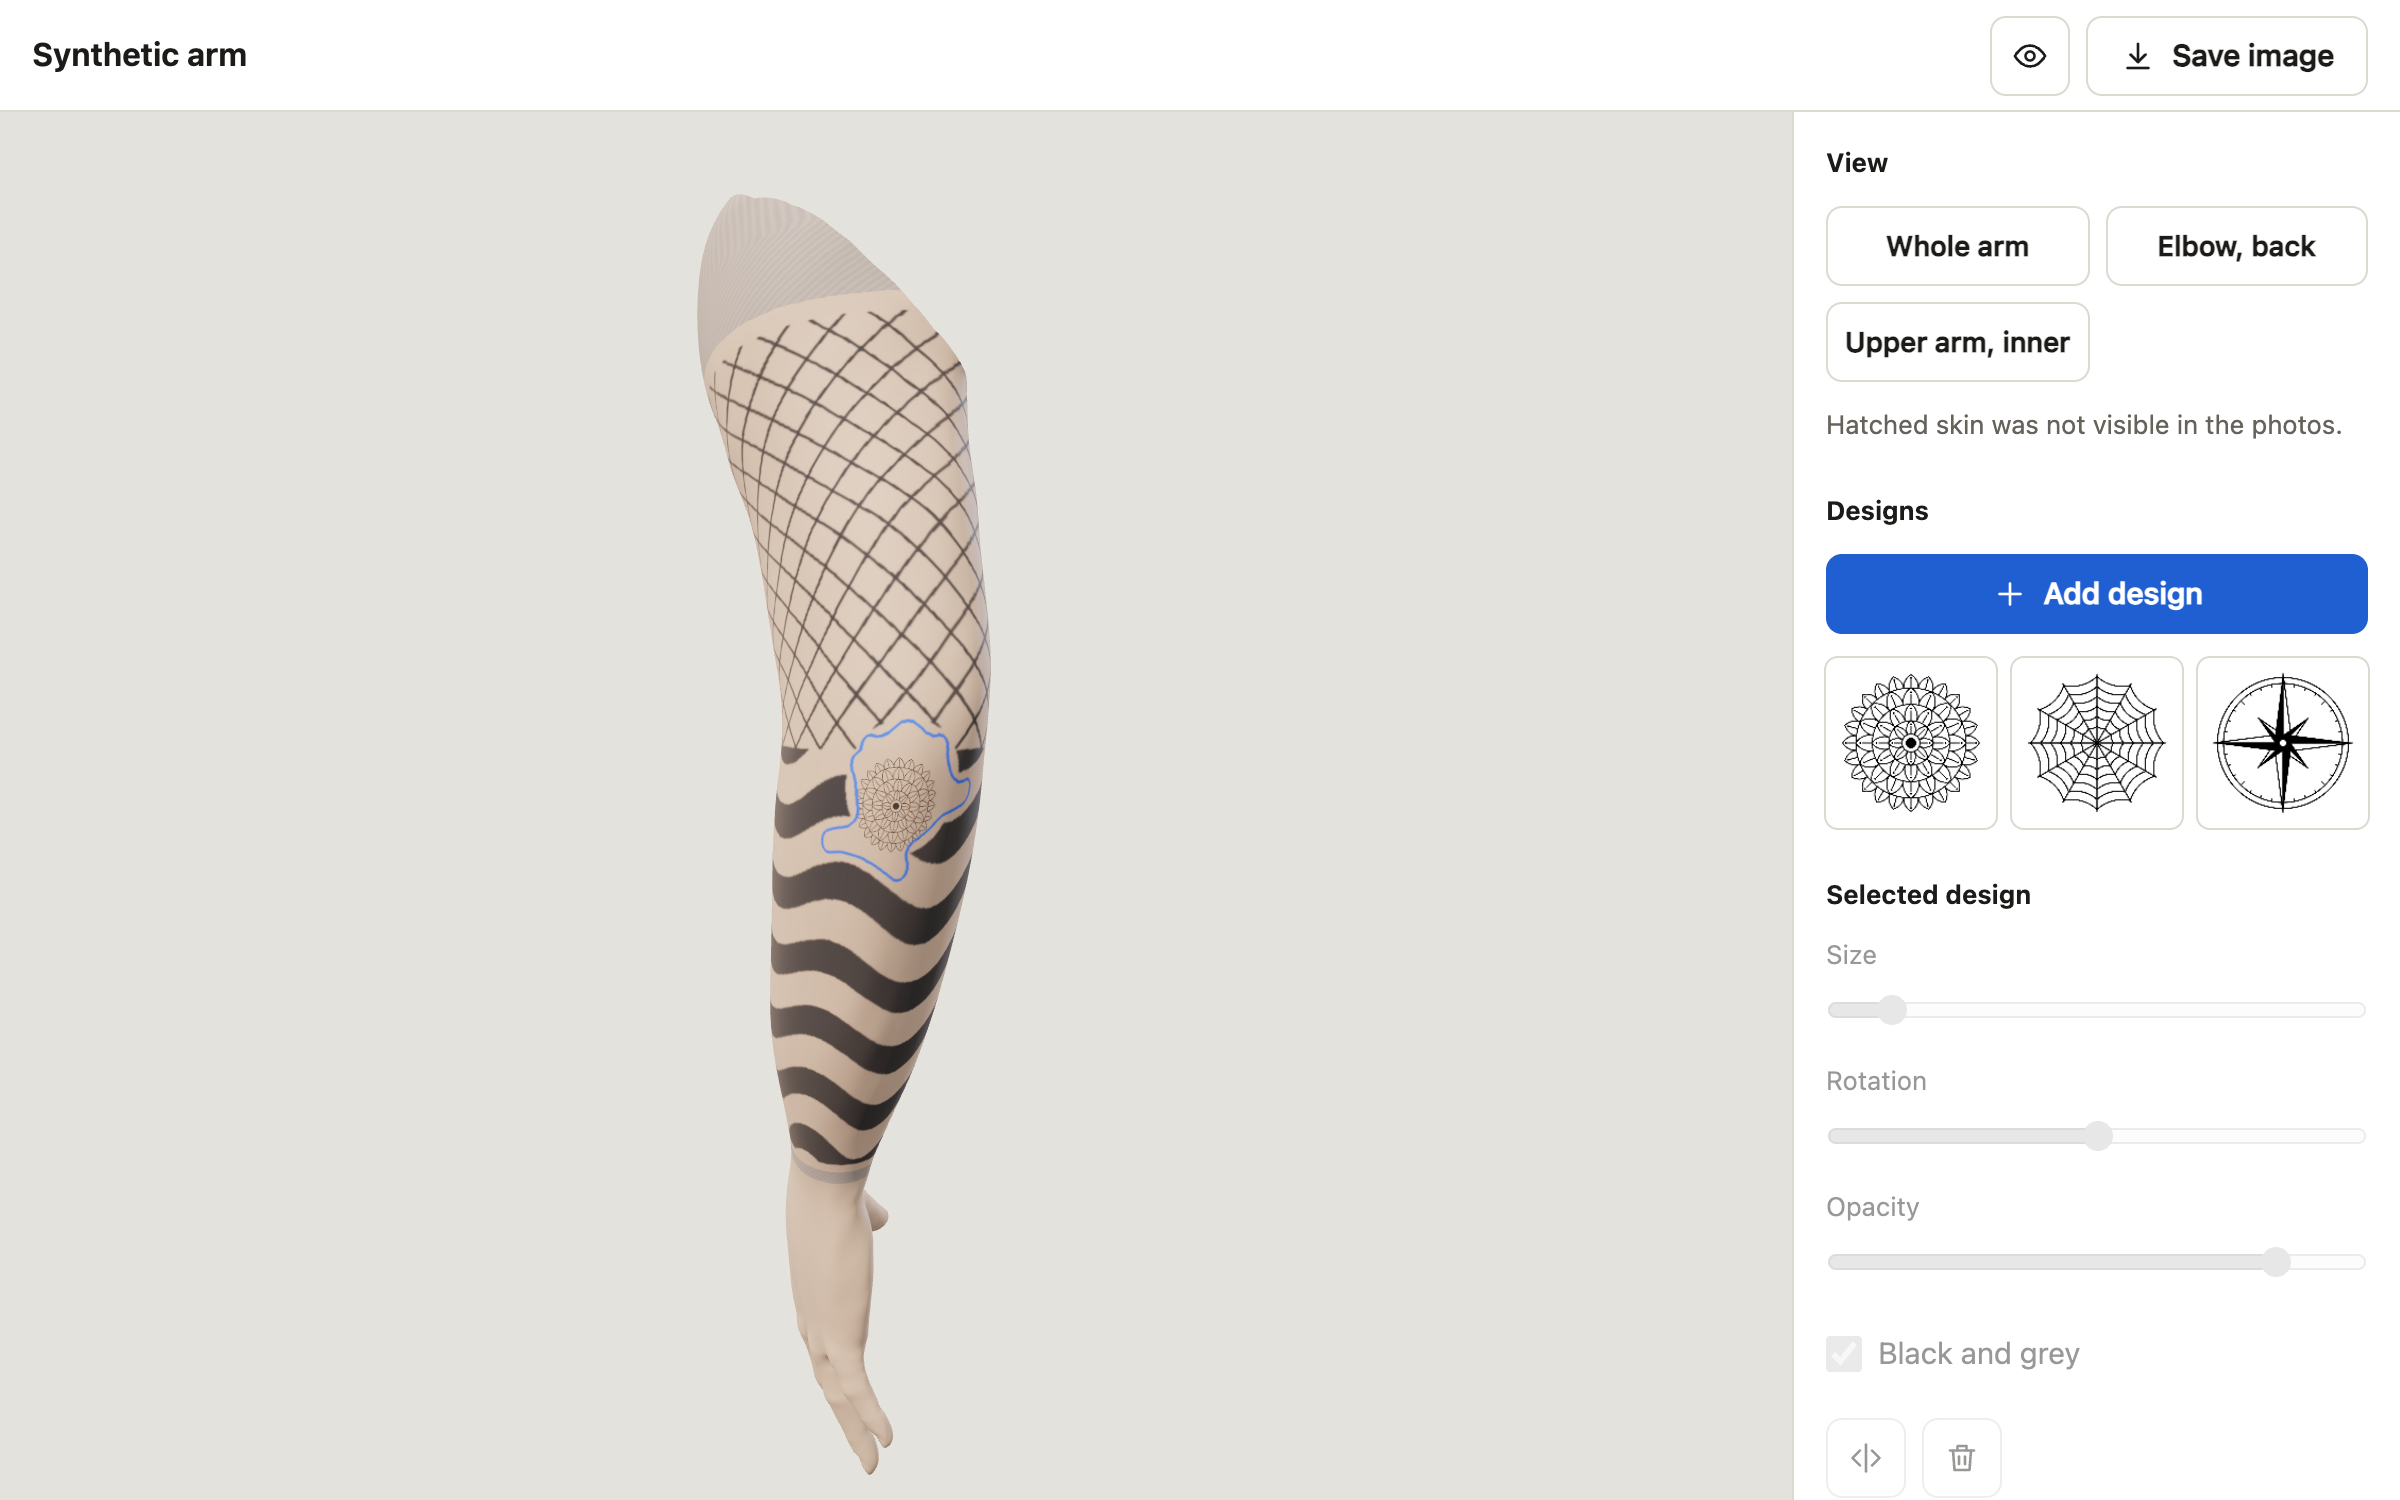 Synthetic arm
Save image
View
Whole arm
Elbow, back
Upper arm, inner
Hatched skin was not visible in the photos.
Designs
Add design
Selected design
Size
Rotation
Opacity
Black and grey